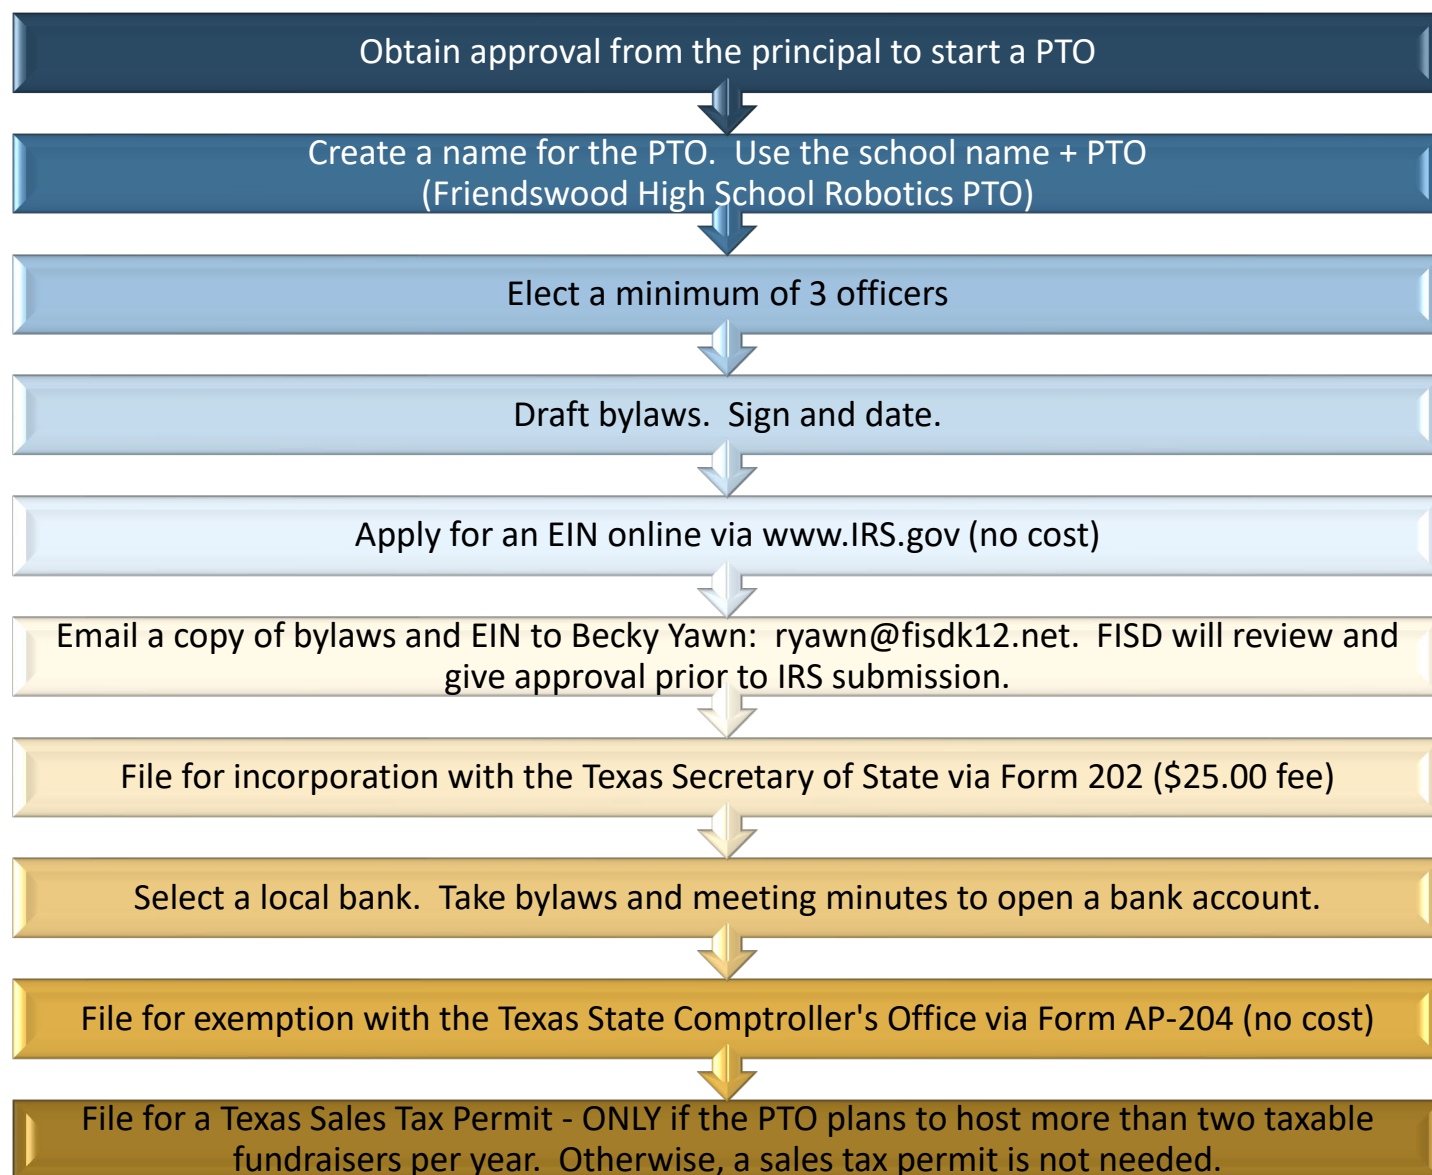 Obtain approval from the principal to start a PTO
Create a name for the PTO.  Use the school name + PTO
(Friendswood High School Robotics PTO)
Elect a minimum of 3 officers
Draft bylaws.  Sign and date.
Apply for an EIN online via www.IRS.gov (no cost)
Email a copy of bylaws and EIN to Becky Yawn:  ryawn@fisdk12.net.  FISD will review and
give approval prior to IRS submission.
File for incorporation with the Texas Secretary of State via Form 202 ($25.00 fee)
Select a local bank.  Take bylaws and meeting minutes to open a bank account.
File for exemption with the Texas State Comptroller's Office via Form AP-204 (no cost)
File for a Texas Sales Tax Permit - ONLY if the PTO plans to host more than two taxable
fundraisers per year.  Otherwise, a sales tax permit is not needed.